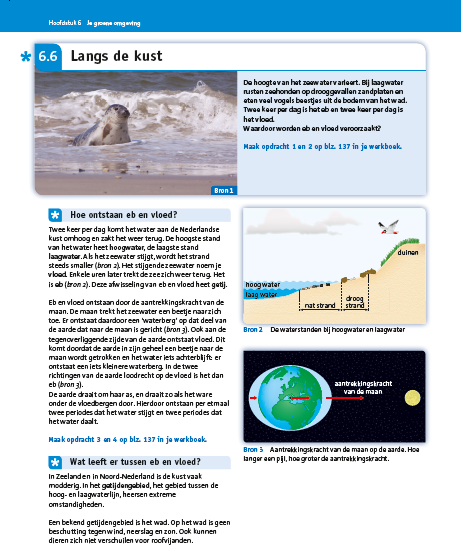 Hoofdstuk 6 Je groene omgeving
* 6.6 Langs de kust
De hoogte van het zeewater varieert. Bij laagwater
rusten zeehonden op drooggevallen zandplaten en
eten veel vogels beestjes uit de bodem van het wad.
Twee keer per dag is het eb en twee keer per dag is
het vloed.
Waardoor worden eb en vloed veroorzaakt?
Maak opdracht 1 en 2 op blz. 137 in je werkboek.
Bron 1
* Hoe ontstaan eb en vloed?
Twee keer per dag komt het water aan de Nederlandse
kust omhoog en zakt het weer terug. De hoogste stand
van het water heet hoogwater, de laagste stand
laagwater. Als het zeewater stijgt, wordt het strand
steeds smaller (bron 2). Het stijgende zeewater noem je
vloed. Enkele uren later trekt de zee zich weer terug. Het
is eb (bron 2). Deze afwisseling van eb en vloed heet getij.
Eb en vloed ontstaan door de aantrekkingskracht van de
maan. De maan trekt het zeewater een beetje naar zich
toe. Er ontstaat daardoor een 'waterberg' op dat deel van
de aarde dat naar de maan is gericht (bron 3). Ook aan de
tegenoverliggende zijde van de aarde ontstaat vloed. Dit
komt doordat de aarde in zijn geheel een beetje naar de
maan wordt getrokken en het water iets achterblijft: er
ontstaat een iets kleinere waterberg. In de twee
richtingen van de aarde loodrecht op de vloed is het dan
eb (bron 3).
De aarde draait om haar as, en draait zo als het ware
onder de vloedbergen door. Hierdoor ontstaan per etmaal
twee periodes dat het water stijgt en twee periodes dat
het water daalt.
Maak opdracht 3 en 4 op blz. 137 in je werkboek.
* Wat leeft er tussen eb en vloed?
In Zeeland en in Noord-Nederland is de kust vaak
modderig. In het getijdengebied, het gebied tussen de
hoog- en laagwaterlijn, heersen extreme
omstandigheden.
Een bekend getijdengebied is het wad. Op het wad is geen
beschutting tegen wind, neerslag en zon. Ook kunnen
dieren zich niet verschuilen voor roofvijanden.
duinen
hoog water
laag water
nat strand
droog
strand
Bron 2 De waterstanden bij hoogwater en laagwater
aantrekkingskracht
van de maan
Bron 3 Aantrekkingskracht van de maan op de aarde. Hoe
langer een pijl, hoe groter de aantrekkingskracht.